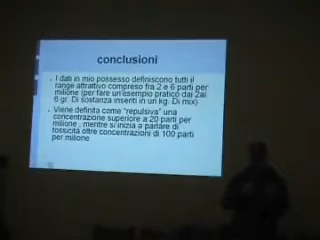 conclusioni
I dati in mio possesso definiscono tutti il
range attrattivo compreso fra 2 e 6 parti per
milione (per fare un'esempio pratico dai 2ai
6 gr. Di sostanza inseriti in un kg. Di mix)
Viene definita come "repulsiva" una
concentrazione superiore a 20 parti per
milione , mentre si inizia a parlare di
tossicità oltre concentrazioni di 100 parti
per milione